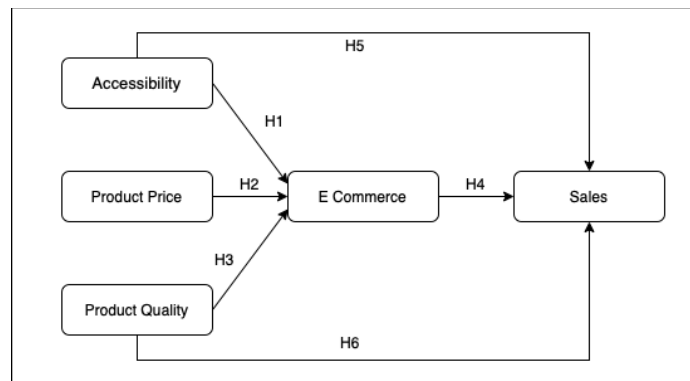 H5
Accessibility
H1
Product Price
H2
E Commerce
H4
Sales
H3
Product Quality
H6